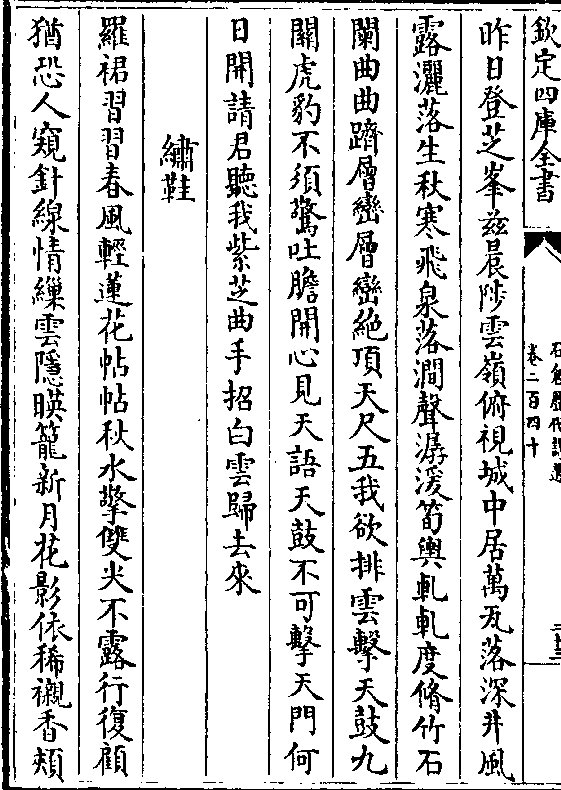 欽定四庫全書
石倉歷代詩選
卷二百四十
昨日登芝峯兹晨陟雲嶺俯視城中居萬瓦落深井風
露灑落生秋寒飛泉落澗聲潺湲筍輿軋軋度脩竹石
闌曲曲躋層巒層巒絶頂天尺五我欲排雲擊天鼓九
關虎豹不須驚吐膽開心見天語天鼓不可擊天門何
日開請君聽我紫芝曲手招白雲歸去來
繡鞋
羅裙習習春風輕蓮花帖帖秋水擎雙尖不露行復顧
猶恐人窺針線情繅雲隱暎籠新月花影依稀襯香頰